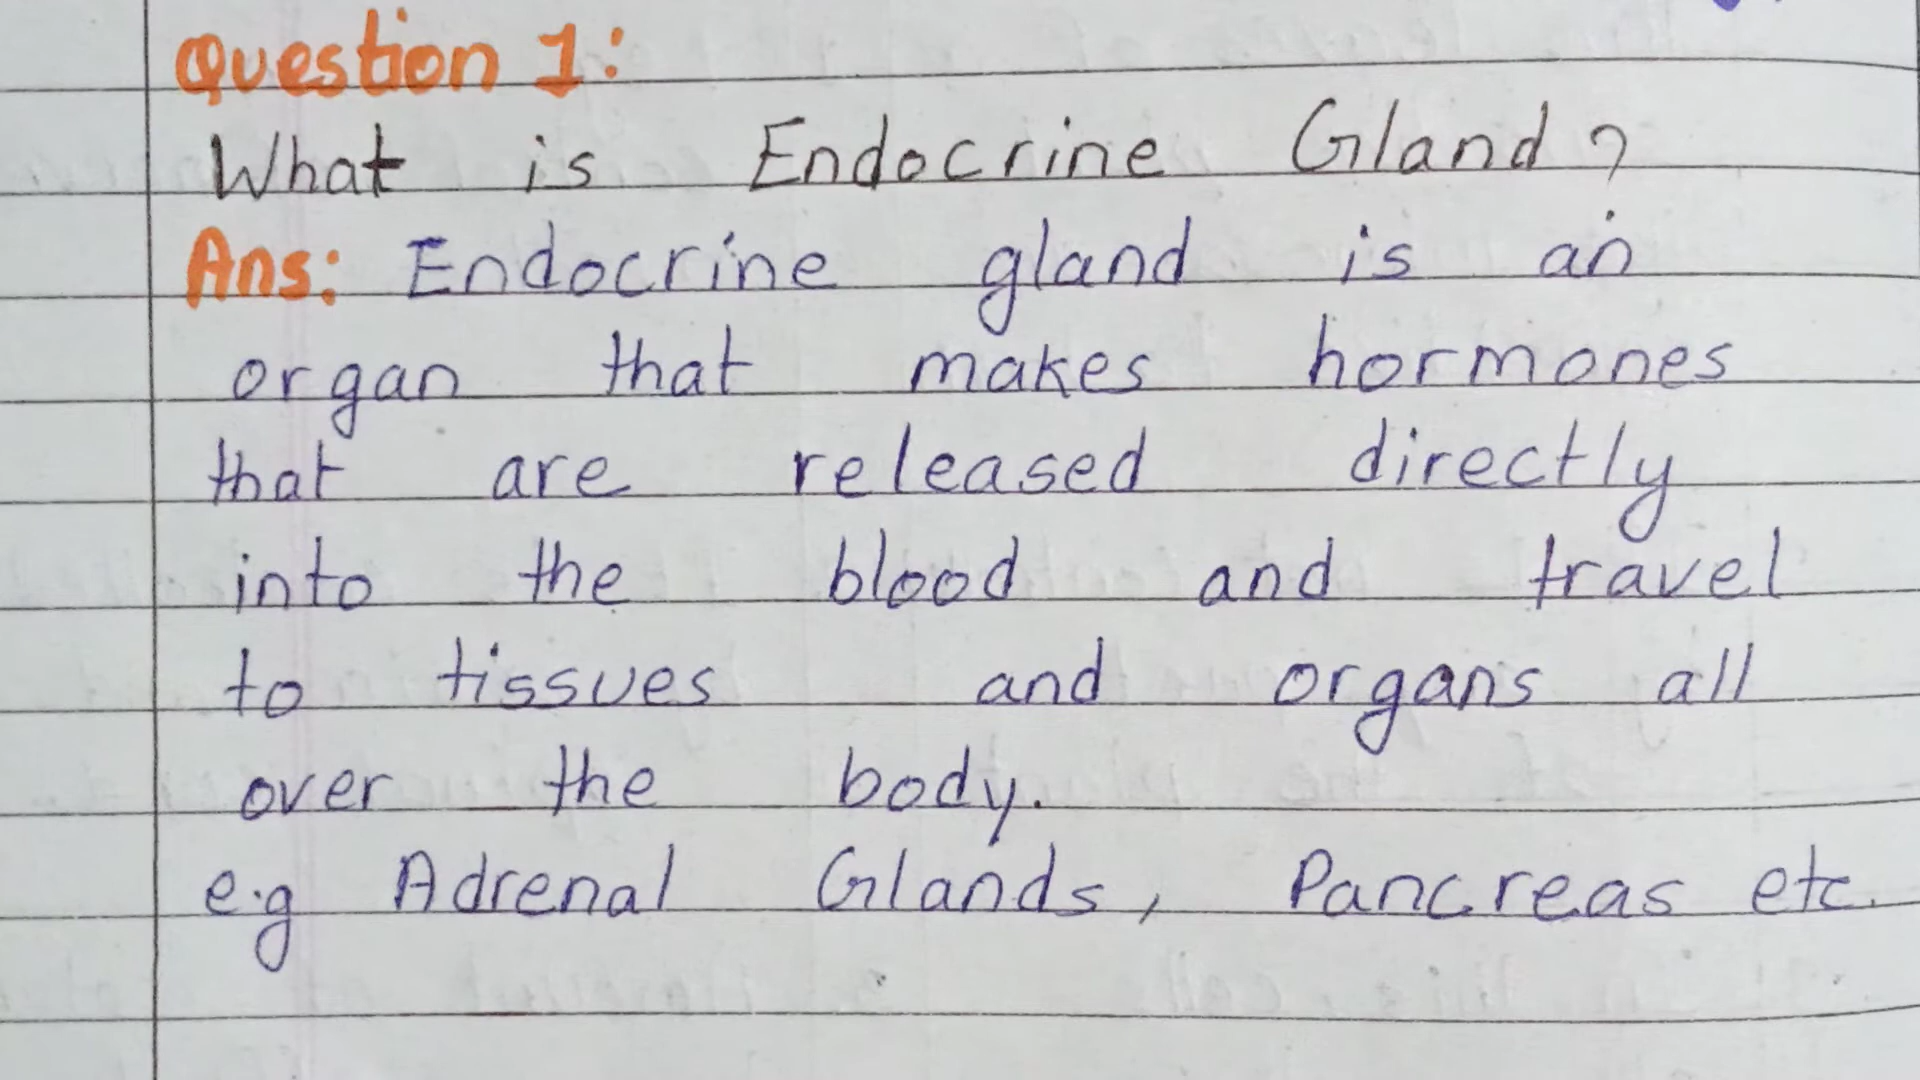 Question 1:
What is Endocrine Gland?
Ans: Endocrine gland is an
organ that makes hormones
that are released directly
into the blood and travel
to tissues and organs all
over the body.
e.g Adrenal Glands, Pancreas etc.